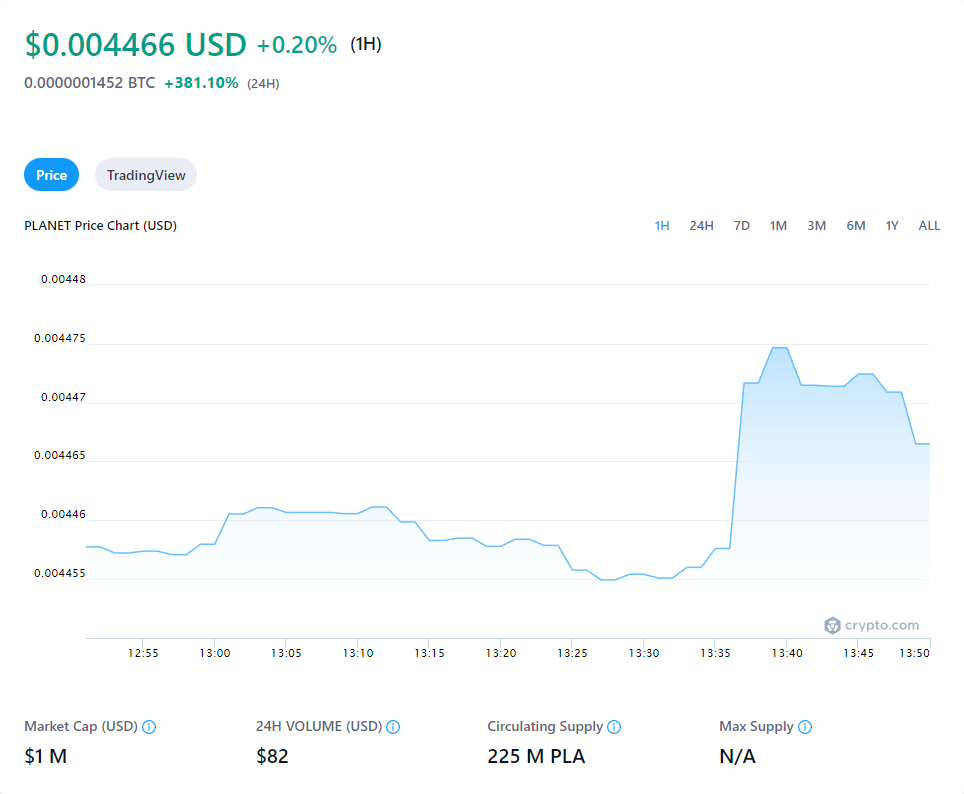 $0.004466 USD +0.20% (1H)
0.0000001452 BTC +381.10% (24H)
Price TradingView
PLANET Price Chart (USD) 1H 24H 7D 1M 3M 6M 1Y ALL
0.00448
0.004475
0.00447
0.004465
0.00446
0.004455
crypto.com
12:55 13:00 13:05 13:10 13:15 13:20 13:25 13:30 13:35 13:40 13:45 13:50
Market Cap (USD) 24H VOLUME (USD) Circulating Supply Max Supply
$1 M $82 225 M PLA N/A